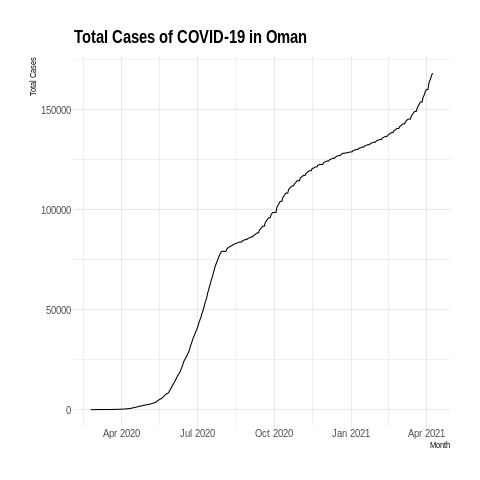 Total Cases of COVID-19 in Oman
Total Cases
150000
100000
50000
0
Apr 2020 Jul 2020 Oct 2020 Jan 2021 Apr 2021
Month